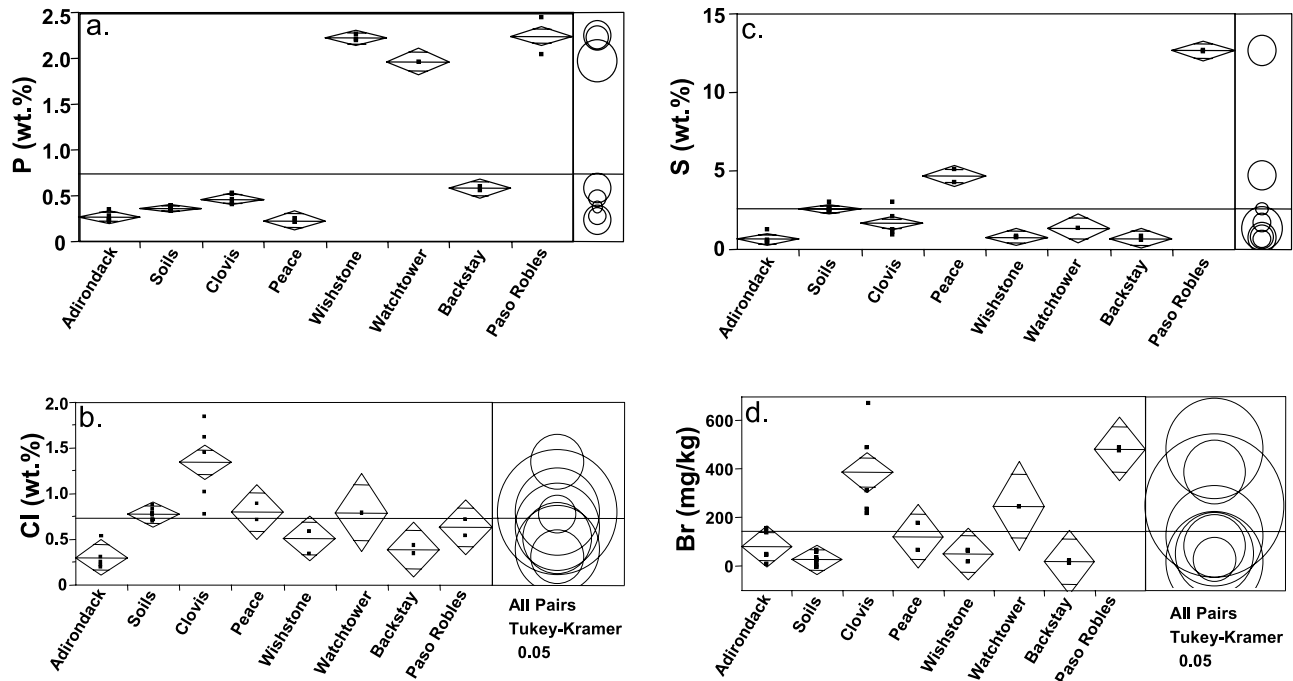 a.
P (wt.%)
2.5
2.0
1.5
1.0
0.5
0
Adirondack
Soils
Clovis
Peace
Wishstone
Watchtower
Backstay
Paso Robles
c.
S (wt.%)
15
10
5
0
Adirondack
Soils
Clovis
Peace
Wishstone
Watchtower
Backstay
Paso Robles
b.
Cl (wt.%)
2.0
1.5
1.0
0.5
0
Adirondack
Soils
Clovis
Peace
Wishstone
Watchtower
Backstay
Paso Robles
All Pairs
Tukey-Kramer
0.05
d.
Br (mg/kg)
600
400
200
0
Adirondack
Soils
Clovis
Peace
Wishstone
Watchtower
Backstay
Paso Robles
All Pairs
Tukey-Kramer
0.05